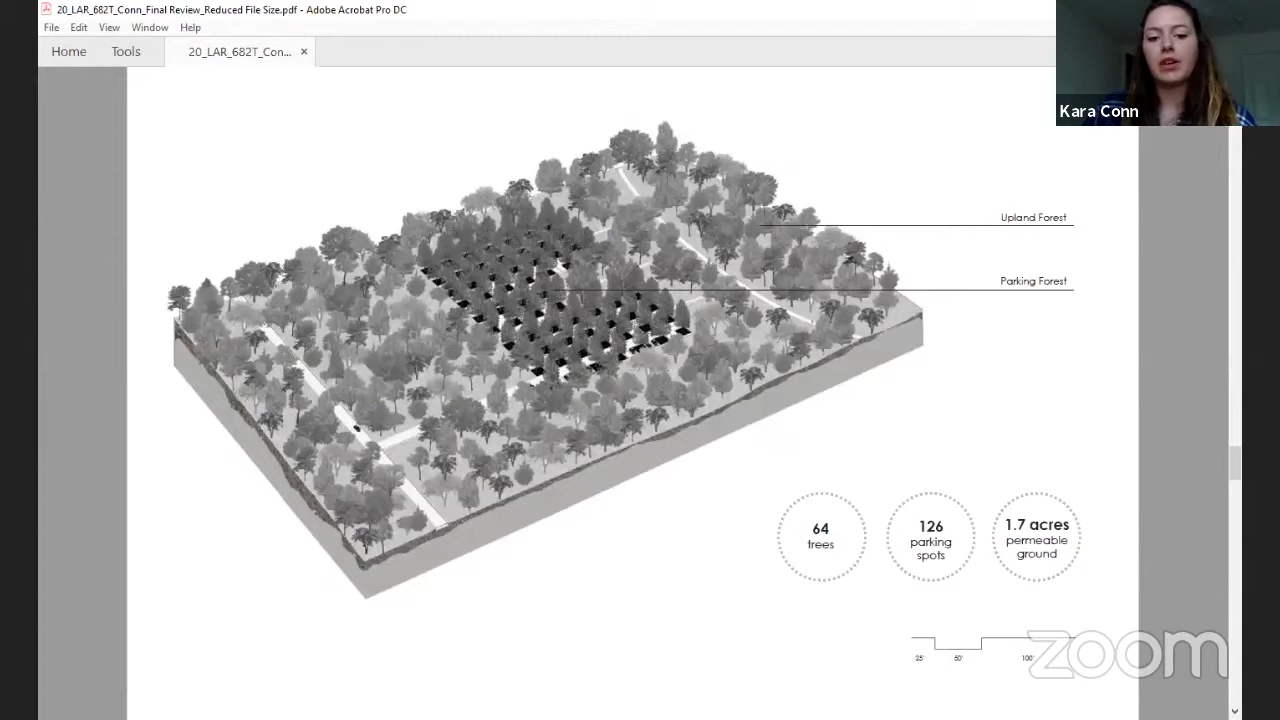 20_LAR_682T_Conn_Final Review_Reduced File Size.pdf - Adobe Acrobat Pro DC
File Edit View Window Help
Home Tools 20_LAR_682T_Con... ×
Kara Conn
Upland Forest
Parking Forest
64
trees
126
parking
spots
1.7 acres
permeable
ground
25' 50' 100'
zoom